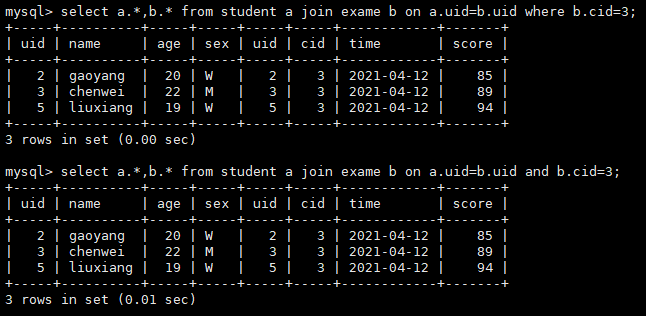 mysql> select a.*,b.* from student a join exame b on a.uid=b.uid where b.cid=3;
+-----+----------+-----+-----+-----+-----+------------+-------+
| uid | name     | age | sex | uid | cid | time       | score |
+-----+----------+-----+-----+-----+-----+------------+-------+
|   2 | gaoyang  |  20 | W   |   2 |   3 | 2021-04-12 |    85 |
|   3 | chenwei  |  22 | M   |   3 |   3 | 2021-04-12 |    89 |
|   5 | liuxiang |  19 | W   |   5 |   3 | 2021-04-12 |    94 |
+-----+----------+-----+-----+-----+-----+------------+-------+
3 rows in set (0.00 sec)
mysql> select a.*,b.* from student a join exame b on a.uid=b.uid and b.cid=3;
+-----+----------+-----+-----+-----+-----+------------+-------+
| uid | name     | age | sex | uid | cid | time       | score |
+-----+----------+-----+-----+-----+-----+------------+-------+
|   2 | gaoyang  |  20 | W   |   2 |   3 | 2021-04-12 |    85 |
|   3 | chenwei  |  22 | M   |   3 |   3 | 2021-04-12 |    89 |
|   5 | liuxiang |  19 | W   |   5 |   3 | 2021-04-12 |    94 |
+-----+----------+-----+-----+-----+-----+------------+-------+
3 rows in set (0.01 sec)